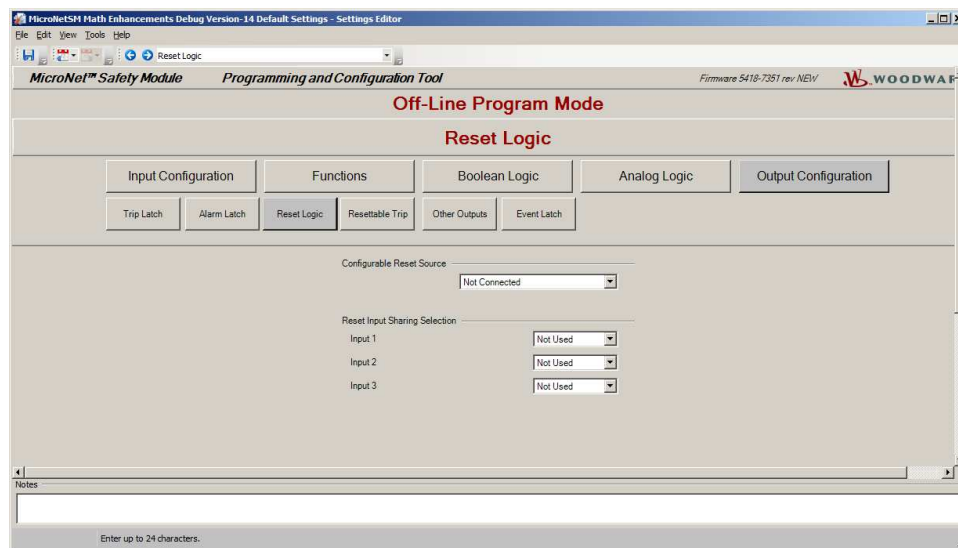 MicroNetSM Math Enhancements Debug Version-14 Default Settings - Settings Editor
File Edit View Tools Help
Reset Logic
MicroNet™ Safety Module Programming and Configuration Tool Firmware 5418-7351 rev NEW WOODWAR
Off-Line Program Mode
Reset Logic
Input Configuration Functions Boolean Logic Analog Logic Output Configuration
Trip Latch Alarm Latch Reset Logic Resettable Trip Other Outputs Event Latch
Configurable Reset Source
Not Connected
Reset Input Sharing Selection
Input 1 Not Used
Input 2 Not Used
Input 3 Not Used
Notes
Enter up to 24 characters.